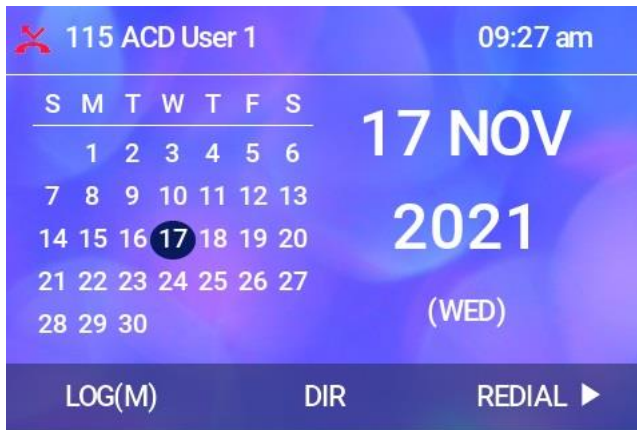 115 ACD User 1 09:27 am
S M T W T F S
1 2 3 4 5 6
7 8 9 10 11 12 13
14 15 16 17 18 19 20
21 22 23 24 25 26 27
28 29 30
17 NOV
2021
(WED)
LOG(M) DIR REDIAL